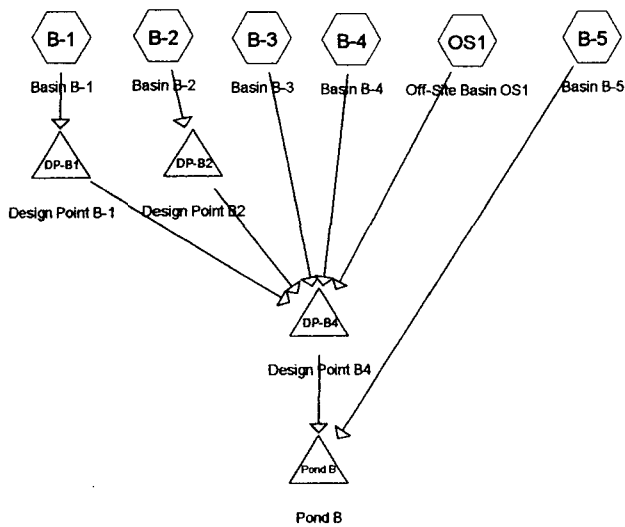 B-1
B-2
B-3
B-4
OS1
B-5
Basin B-1
Basin B-2
Basin B-3
Basin B-4
Off-Site Basin OS1
Basin B-5
DP-B1
DP-B2
Design Point B-1
Design Point B2
DP-B4
Design Point B4
Pond B
Pond B